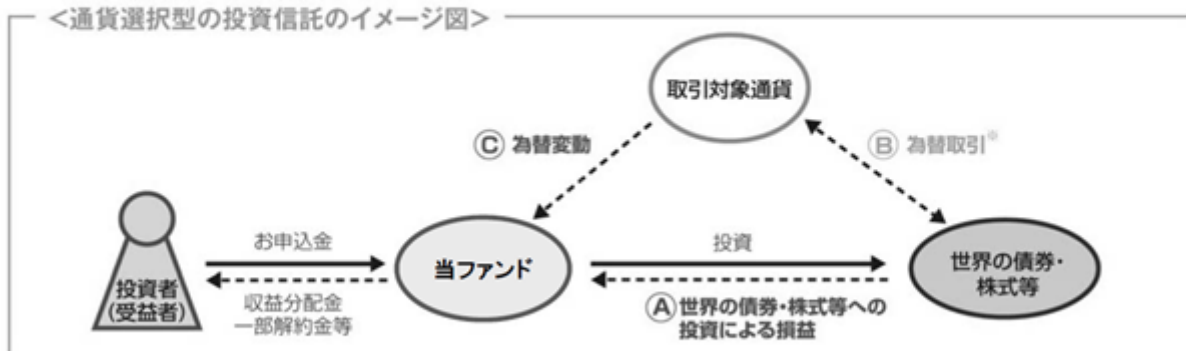 <通貨選択型の投資信託のイメージ図>
取引対象通貨
Ⓒ 為替変動
Ⓑ 為替取引※
お申込金
投資
投資者
(受益者)
当ファンド
世界の債券・
株式等
収益分配金
一部解約金等
Ⓐ 世界の債券・株式等への
投資による損益